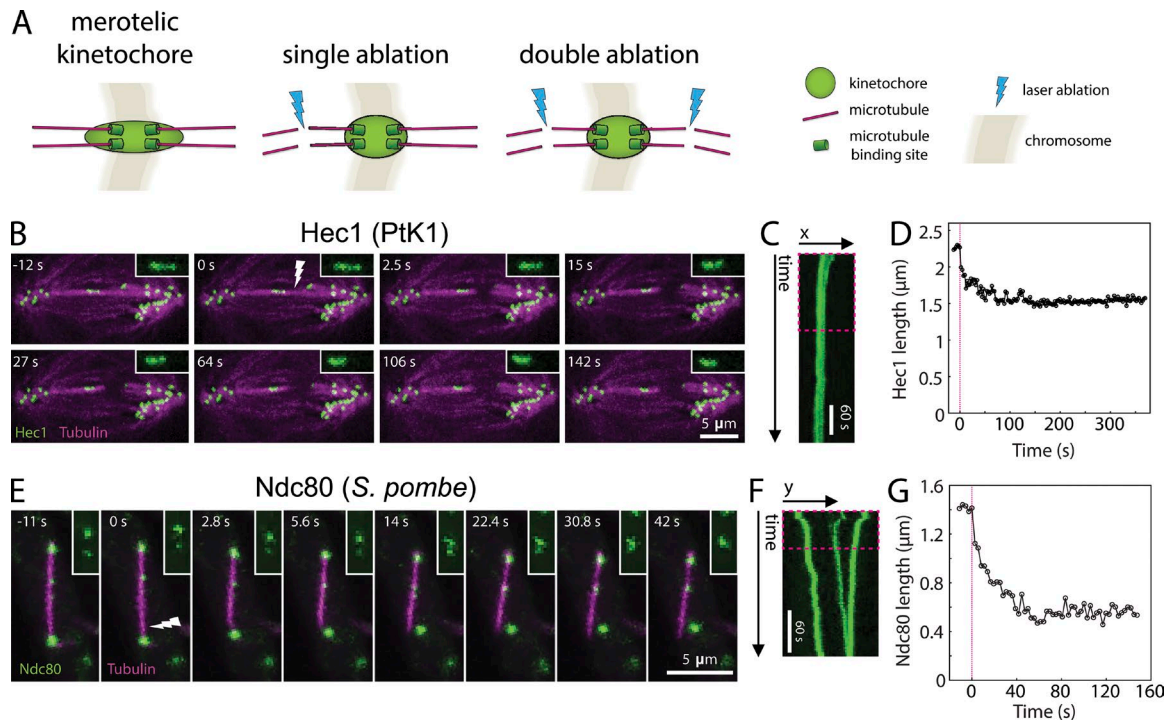 A
merotelic
kinetochore
single ablation
double ablation
kinetochore
microtubule
microtubule
binding site
laser ablation
chromosome
B
Hec1 (PtK1)
-12 s
0 s
2.5 s
15 s
27 s
64 s
106 s
142 s
Hec1 Tubulin
5 µm
C
x
time
60 s
D
Hec1 length (µm)
2.5
2
1.5
1
0.5
0
0
100
200
300
Time (s)
E
Ndc80 (S. pombe)
-11 s
0 s
2.8 s
5.6 s
14 s
22.4 s
30.8 s
42 s
Ndc80
Tubulin
5 µm
F
y
time
60 s
G
Ndc80 length (µm)
1.6
1.2
0.8
0.4
0
0
40
80
120
160
Time (s)